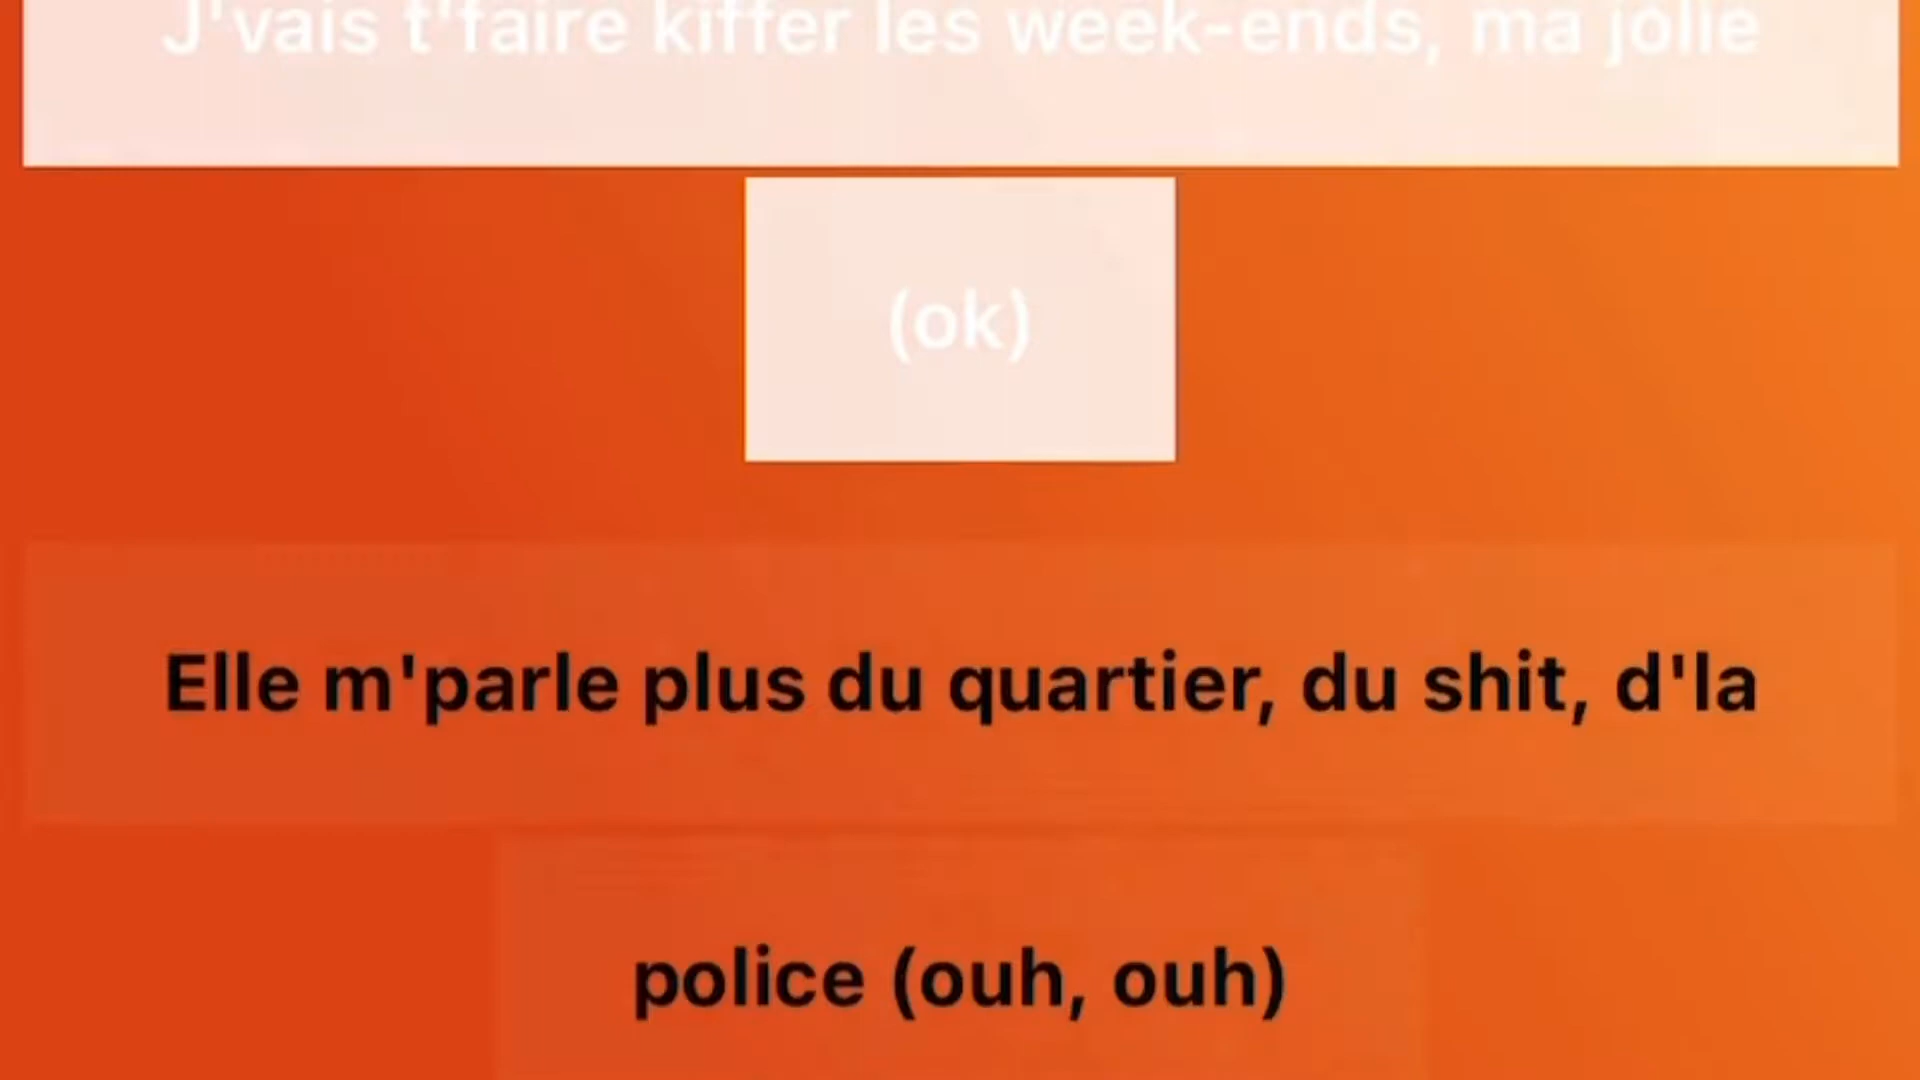 J'vais t'faire kiffer les week-ends, ma jolie
(ok)
Elle m'parle plus du quartier, du shit, d'la
police (ouh, ouh)